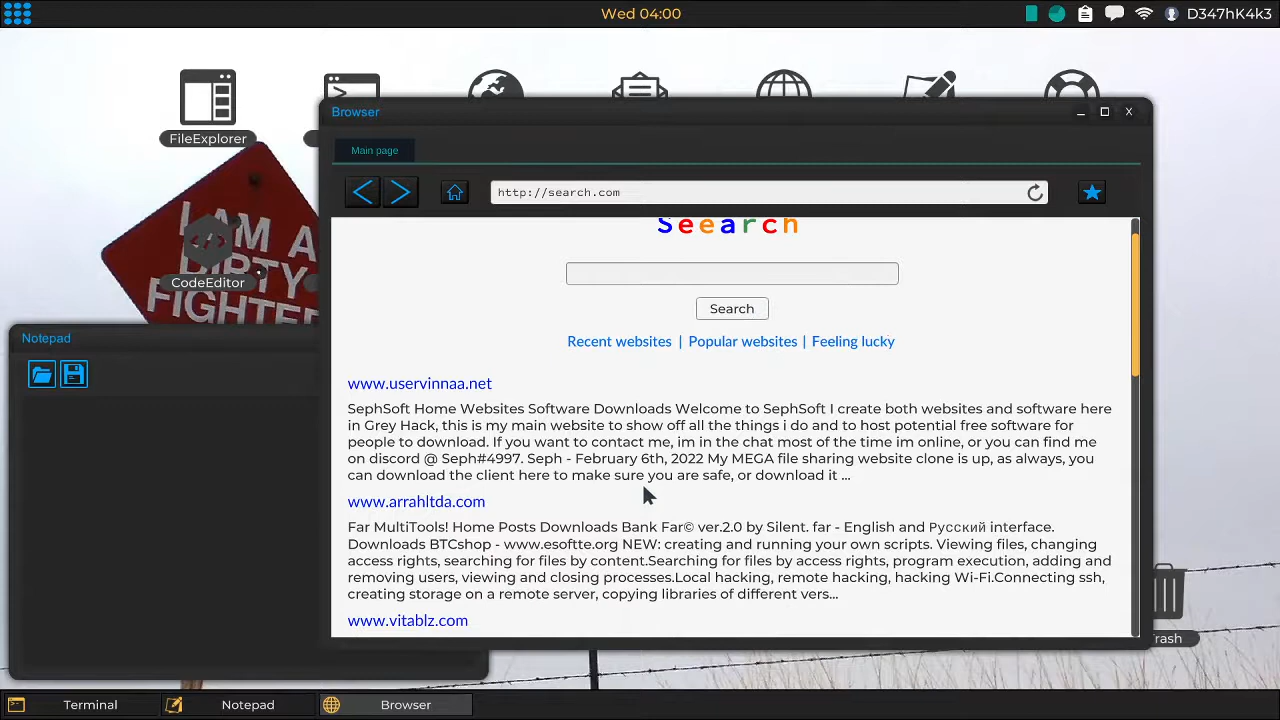 Wed 04:00
D347hK4k3
FileExplorer
Browser
Main page
http://search.com
I AM A
DIRTY
FIGHTER
CodeEditor
Seearch
Search
Recent websites | Popular websites | Feeling lucky
Notepad
www.uservinnaa.net
SephSoft Home Websites Software Downloads Welcome to SephSoft I create both websites and software here
in Grey Hack, this is my main website to show off all the things i do and to host potential free software for
people to download. If you want to contact me, im in the chat most of the time im online, or you can find me
on discord @ Seph#4997. Seph - February 6th, 2022 My MEGA file sharing website clone is up, as always, you
can download the client here to make sure you are safe, or download it ...
www.arrahltda.com
Far MultiTools! Home Posts Downloads Bank Far© ver.2.0 by Silent. far - English and Русский interface.
Downloads BTCshop - www.esoftte.org NEW: creating and running your own scripts. Viewing files, changing
access rights, searching for files by content.Searching for files by access rights, program execution, adding and
removing users, viewing and closing processes.Local hacking, remote hacking, hacking Wi-Fi.Connecting ssh,
creating storage on a remote server, copying libraries of different vers...
www.vitablz.com
Trash
Terminal
Notepad
Browser